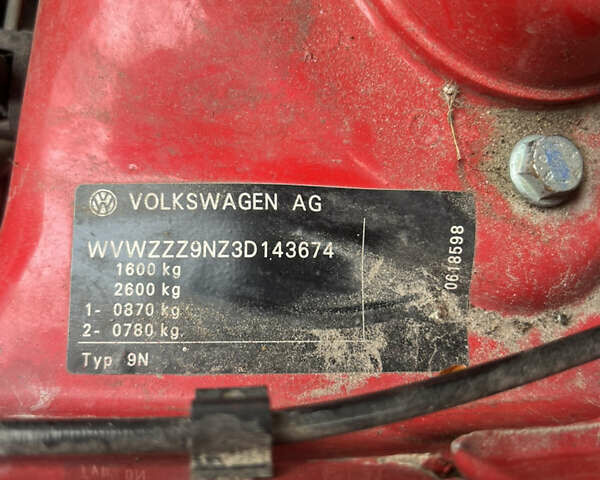 VOLKSWAGEN AG
WVWZZZ9NZ3D143674
1600 kg
2600 kg
1- 0870 kg
2- 0780 kg
Typ 9N
0618598